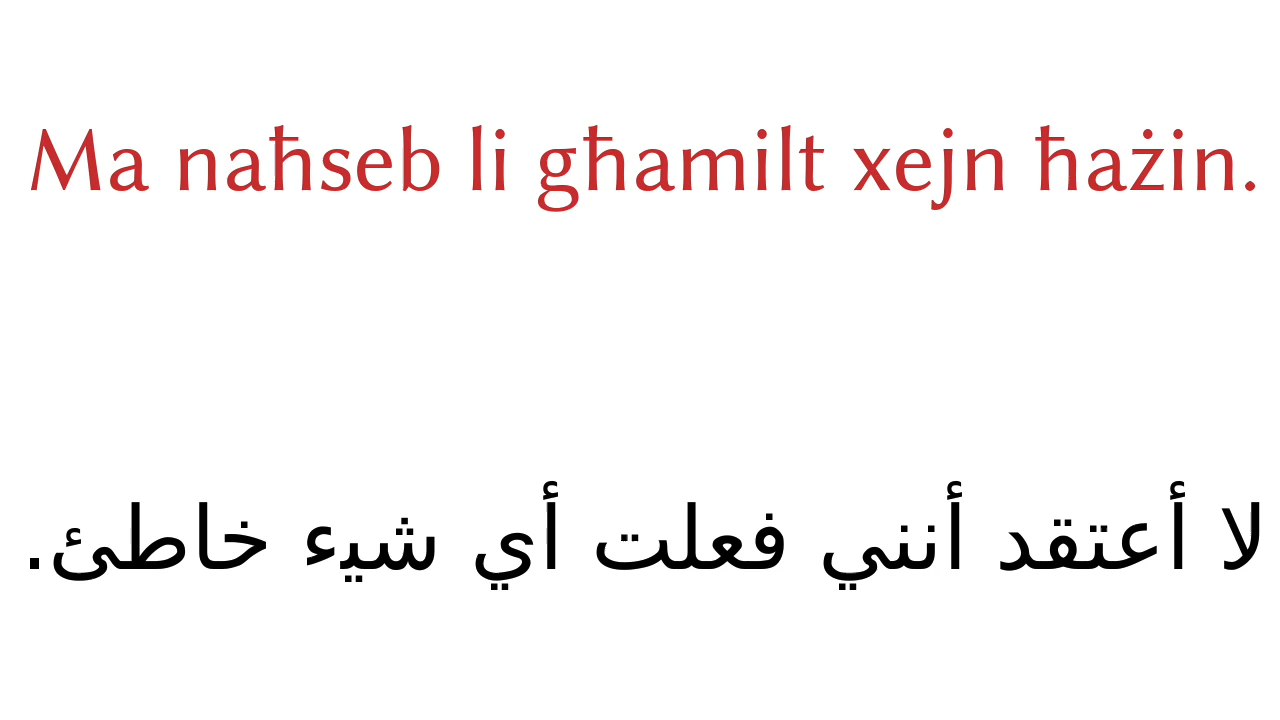 Ma naħseb li għamilt xejn ħażin.
لا أعتقد أنني فعلت أي شيء خاطئ.